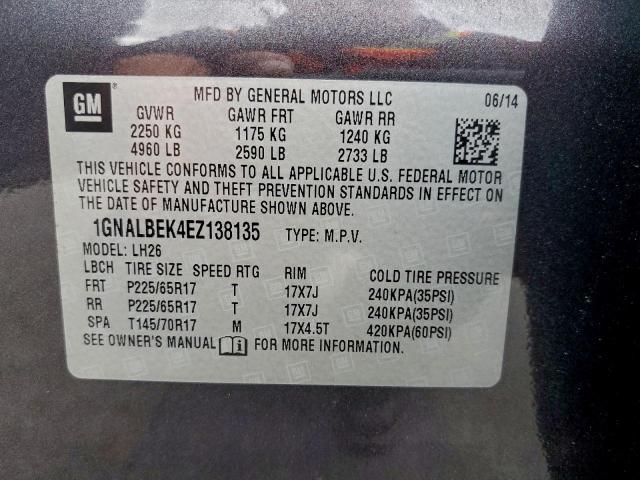 GM
MFD BY GENERAL MOTORS LLC 06/14
GVWR GAWR FRT GAWR RR
2250 KG 1175 KG 1240 KG
4960 LB 2590 LB 2733 LB
THIS VEHICLE CONFORMS TO ALL APPLICABLE U.S. FEDERAL MOTOR
VEHICLE SAFETY AND THEFT PREVENTION STANDARDS IN EFFECT ON
THE DATE OF MANUFACTURE SHOWN ABOVE.
1GNALBEK4EZ138135 TYPE: M.P.V.
MODEL: LH26
LBCH TIRE SIZE SPEED RTG RIM COLD TIRE PRESSURE
FRT P225/65R17 T 17X7J 240KPA(35PSI)
RR P225/65R17 T 17X7J 240KPA(35PSI)
SPA T145/70R17 M 17X4.5T 420KPA(60PSI)
SEE OWNER'S MANUAL FOR MORE INFORMATION.